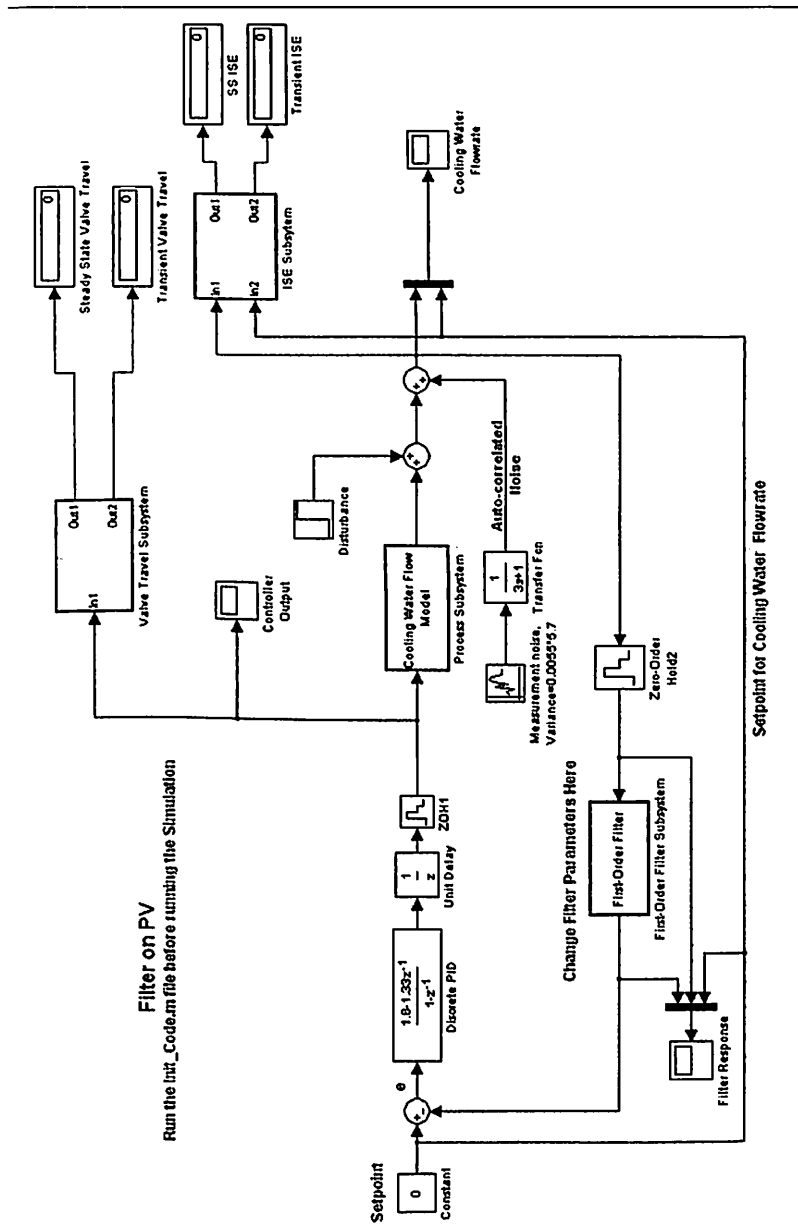 Filter on PV
Run the Init_Code.m file before running the Simulation
0
Steady State Valve Travel
0
Transient Valve Travel
0
SS ISE
0
Transient ISE
In1
Out1
Out2
Valve Travel Subsystem
In1
In2
Out1
Out2
ISE Subsytem
Controller
Output
Disturbance
Cooling Water
Flowrate
Setpoint
0
Constant
e
1.8-1.33z-1
1-z-1
Discrete PID
1
z
Unit Delay
ZOH1
Cooling Water Flow
Model
Process Subsystem
Auto-correlated
Noise
Measurement noise,
Variance=0.0055*5.7
1
3s+1
Transfer Fcn
Zero-Order
Hold2
Change Filter Parameters Here
First-Order Filter
First-Order Filter Subsystem
Filter Response
Setpoint for Cooling Water Flowrate